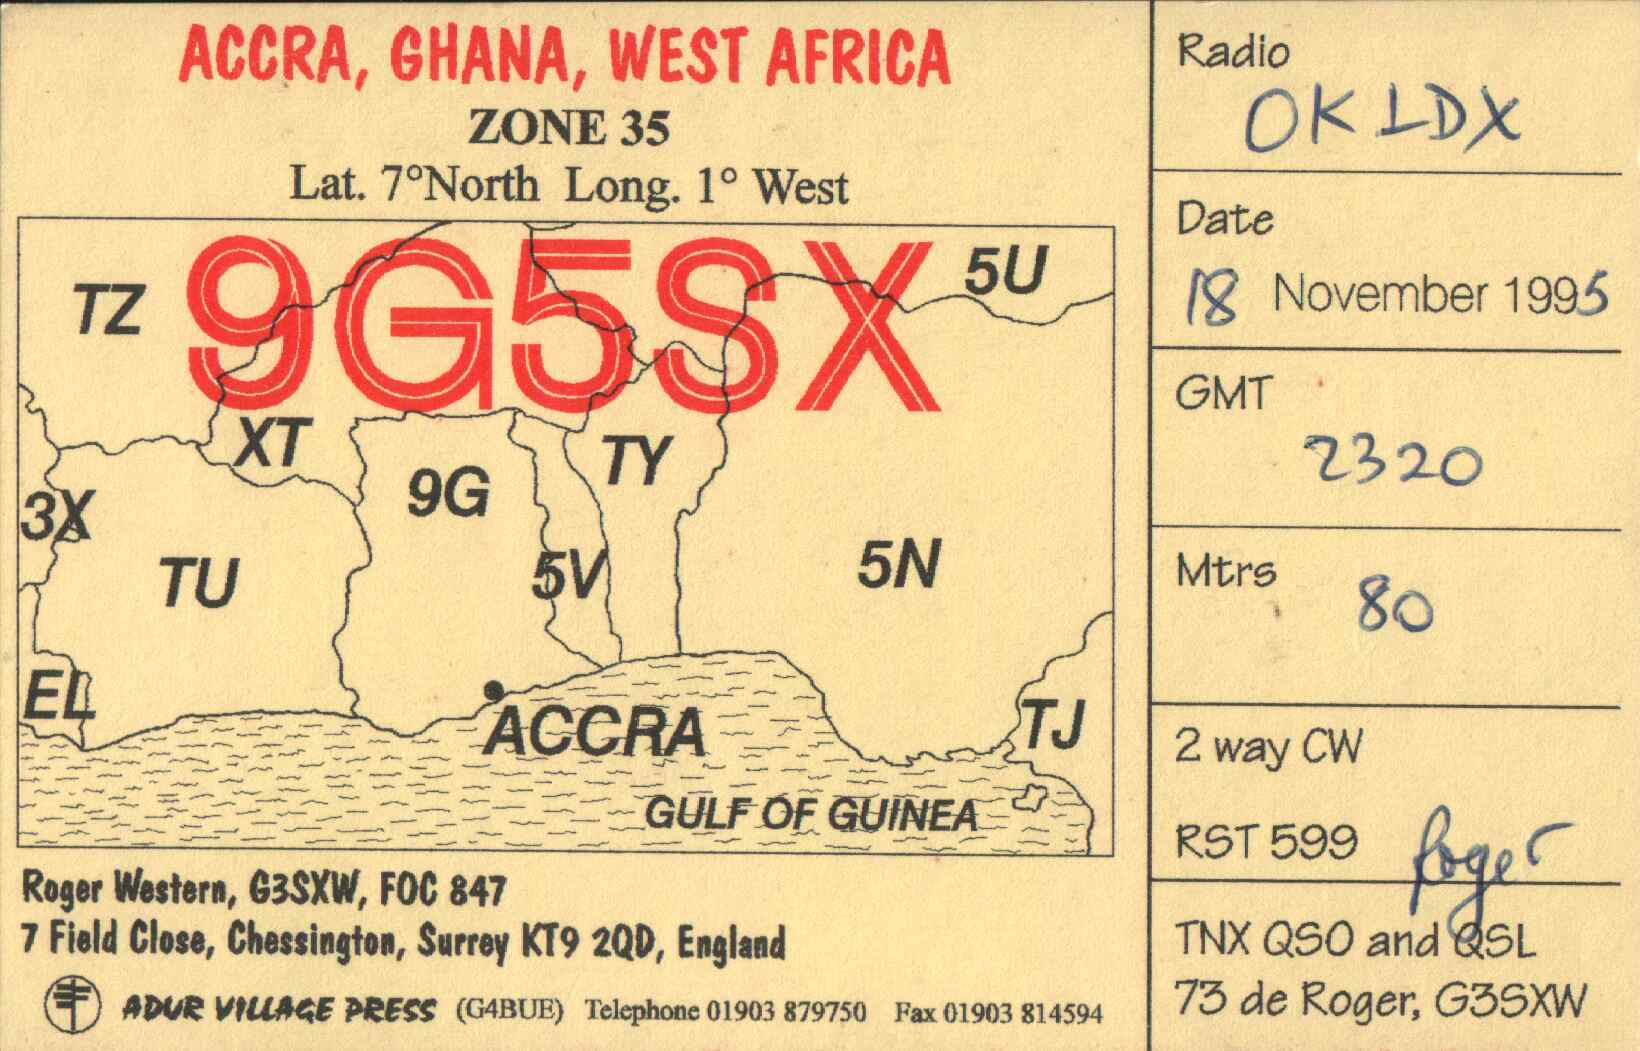 ACCRA, GHANA, WEST AFRICA
ZONE 35
Lat. 7°North Long. 1° West
9G5SX
TZ
5U
XT
9G
TY
3X
TU
5V
5N
EL
ACCRA
TJ
GULF OF GUINEA
Roger Western, G3SXW, FOC 847
7 Field Close, Chessington, Surrey KT9 2QD, England
ADUR VILLAGE PRESS (G4BUE) Telephone 01903 879750 Fax 01903 814594
Radio
OK1DX
Date
18 November 1995
GMT
2320
Mtrs
80
2 way CW
RST 599 Roger
TNX QSO and QSL
73 de Roger, G3SXW